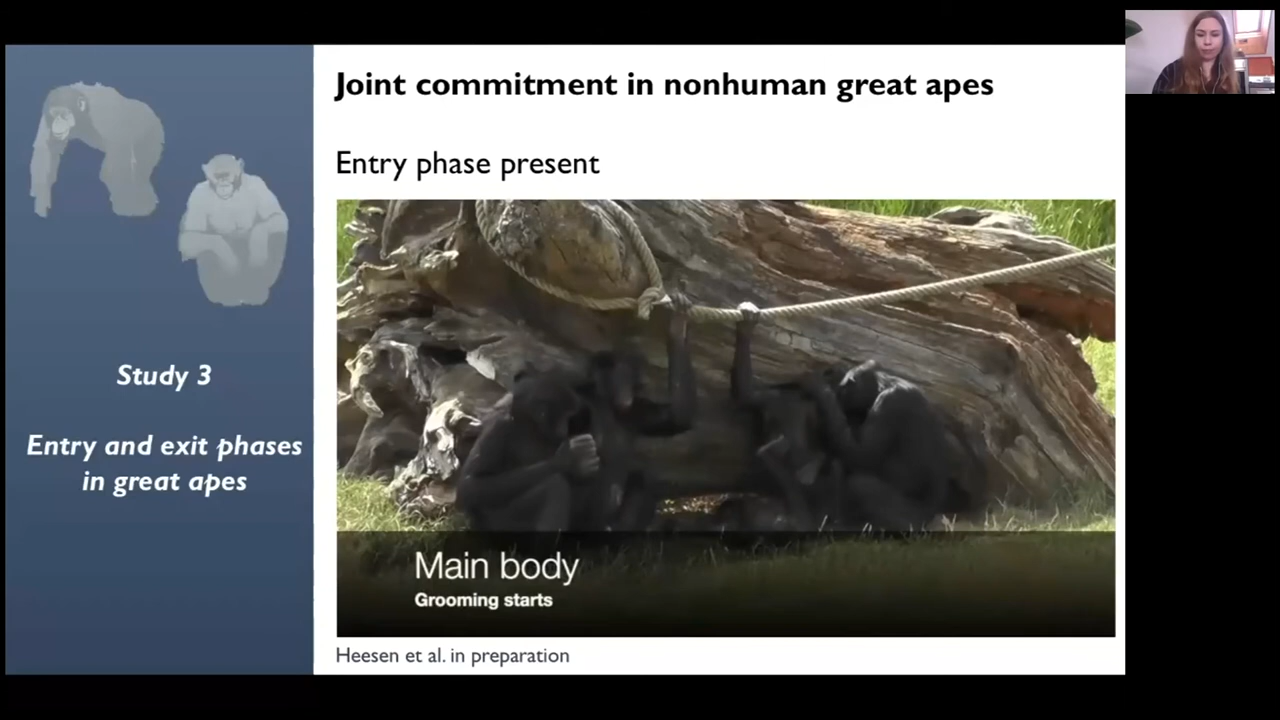 Joint commitment in nonhuman great apes
Entry phase present
Study 3
Entry and exit phases
in great apes
Main body
Grooming starts
Heesen et al. in preparation